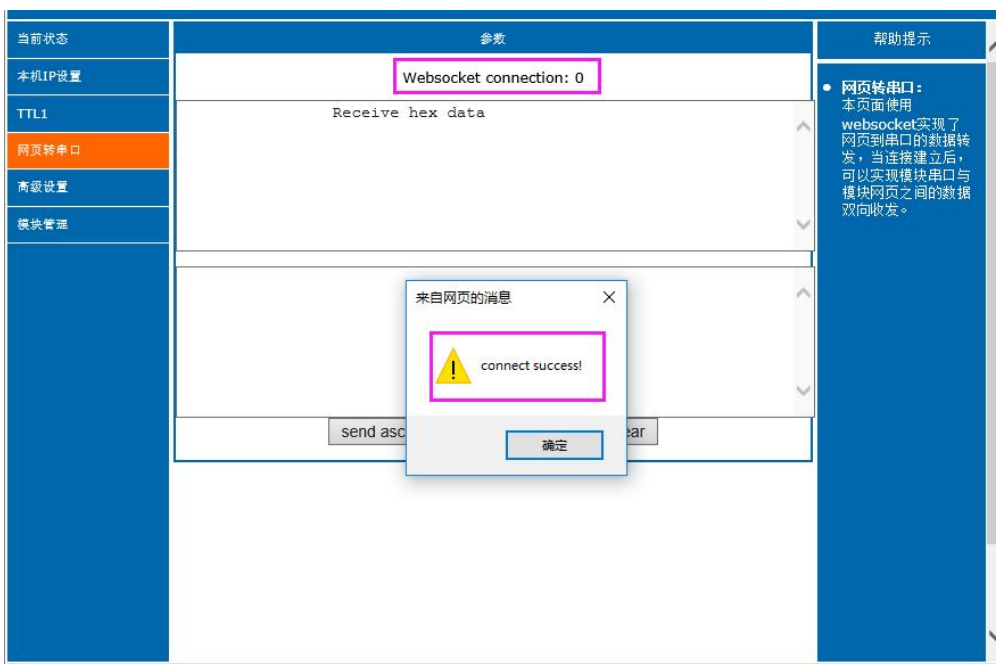 当前状态
本机IP设置
TTL1
网页转串口
高级设置
模块管理
参数
Websocket connection: 0
Receive hex data
来自网页的消息
connect success!
确定
send asc
ear
帮助提示
网页转串口：
本页面使用
websocket实现了
网页到串口的数据转
发，当连接建立后，
可以实现模块串口与
模块网页之间的数据
双向收发。